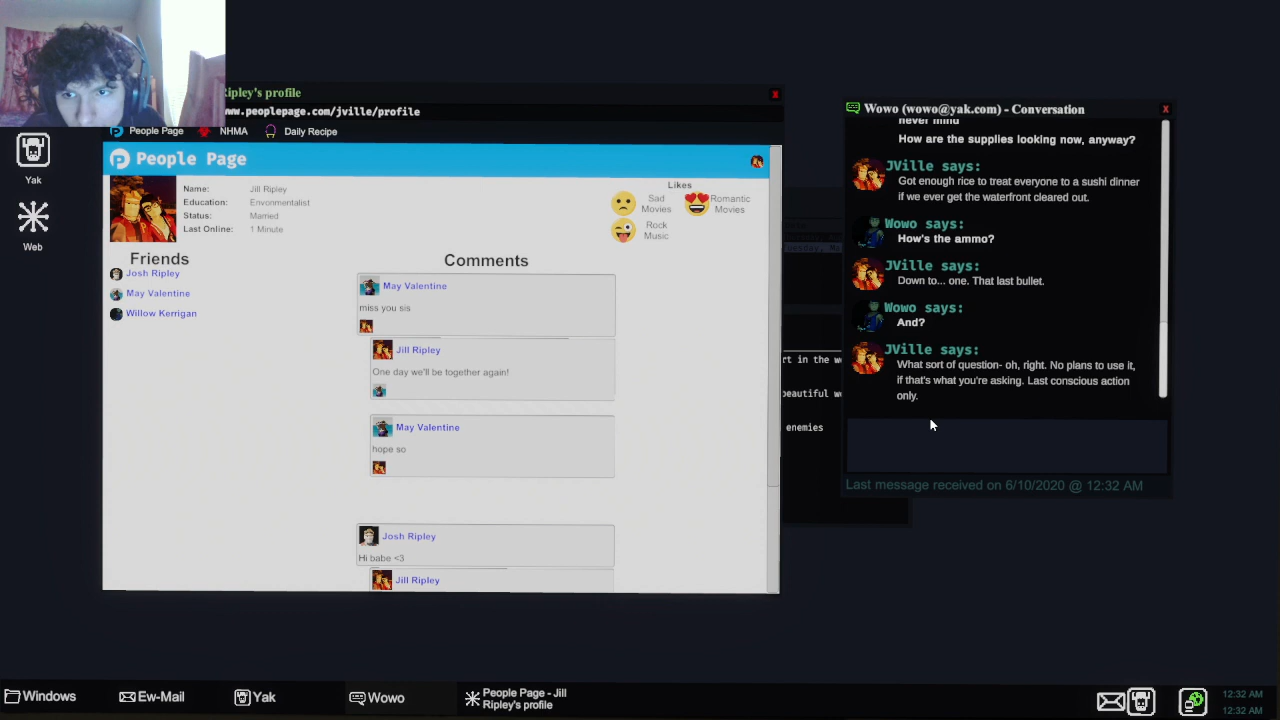 Ripley's profile
www.peoplepage.com/jville/profile
People Page NHMA Daily Recipe
People Page
Name: Jill Ripley
Education: Envonmentalist
Status: Married
Last Online: 1 Minute
Likes
Sad Movies
Romantic Movies
Rock Music
Friends
Josh Ripley
May Valentine
Willow Kerrigan
Comments
May Valentine
miss you sis
Jill Ripley
One day we'll be together again!
May Valentine
hope so
Josh Ripley
Hi babe <3
Jill Ripley
Yak
Web
rt in the w
beautiful w
enemies
Wowo (wowo@yak.com) - Conversation
never mind
How are the supplies looking now, anyway?
JVille says:
Got enough rice to treat everyone to a sushi dinner
if we ever get the waterfront cleared out.
Wowo says:
How's the ammo?
JVille says:
Down to... one. That last bullet.
Wowo says:
And?
JVille says:
What sort of question- oh, right. No plans to use it,
if that's what you're asking. Last conscious action
only.
Last message received on 6/10/2020 @ 12:32 AM
Windows Ew-Mail Yak Wowo
People Page - Jill
Ripley's profile
12:32 AM
12:32 AM